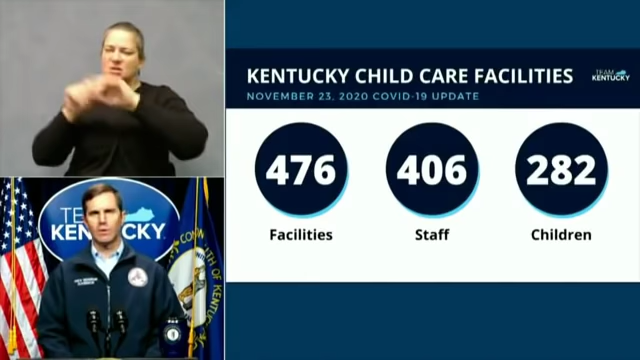 KENTUCKY CHILD CARE FACILITIES
TEAM
KENTUCKY
NOVEMBER 23, 2020 COVID-19 UPDATE
476
406
282
Facilities
Staff
Children
TEAM
KENTUCKY